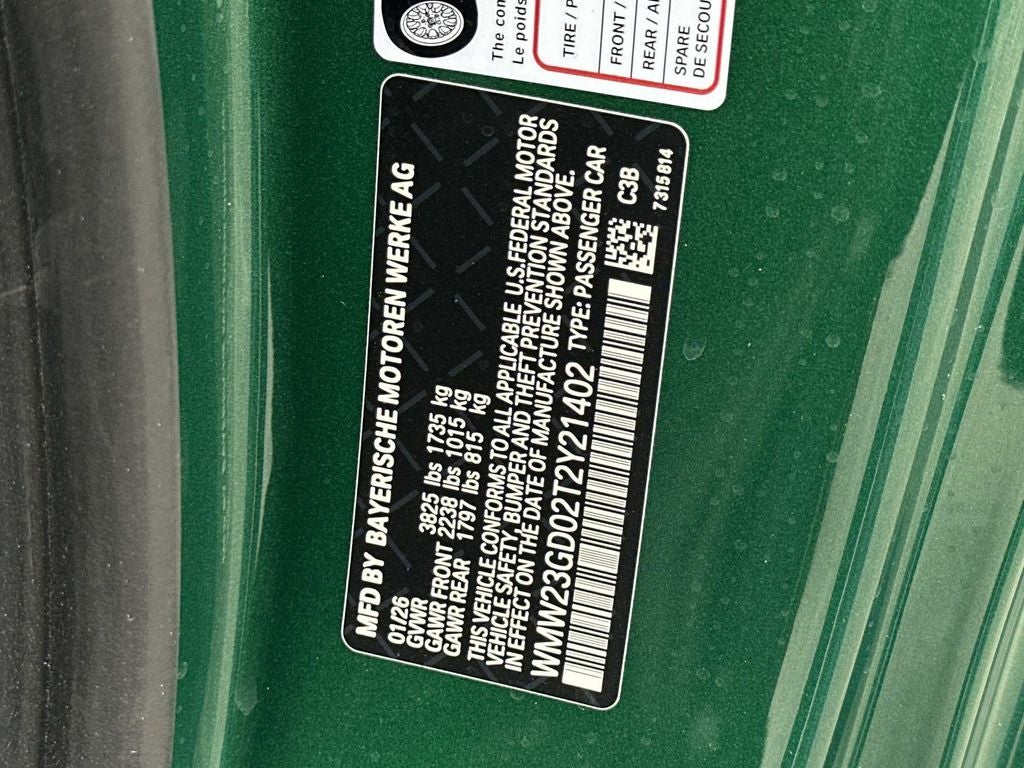 The com
Le poids
TIRE / P
FRONT /
REAR / AR
SPARE
DE SECOU
MFD BY BAYERISCHE MOTOREN WERKE AG
01/26
GVWR 3825 lbs 1735 kg
GAWR FRONT 2238 lbs 1015 kg
GAWR REAR 1797 lbs 815 kg
THIS VEHICLE CONFORMS TO ALL APPLICABLE U.S.FEDERAL MOTOR
VEHICLE SAFETY, BUMPER AND THEFT PREVENTION STANDARDS
IN EFFECT ON THE DATE OF MANUFACTURE SHOWN ABOVE.
WMW23GD02T2Y21402 TYPE: PASSENGER CAR
C3B
7315814